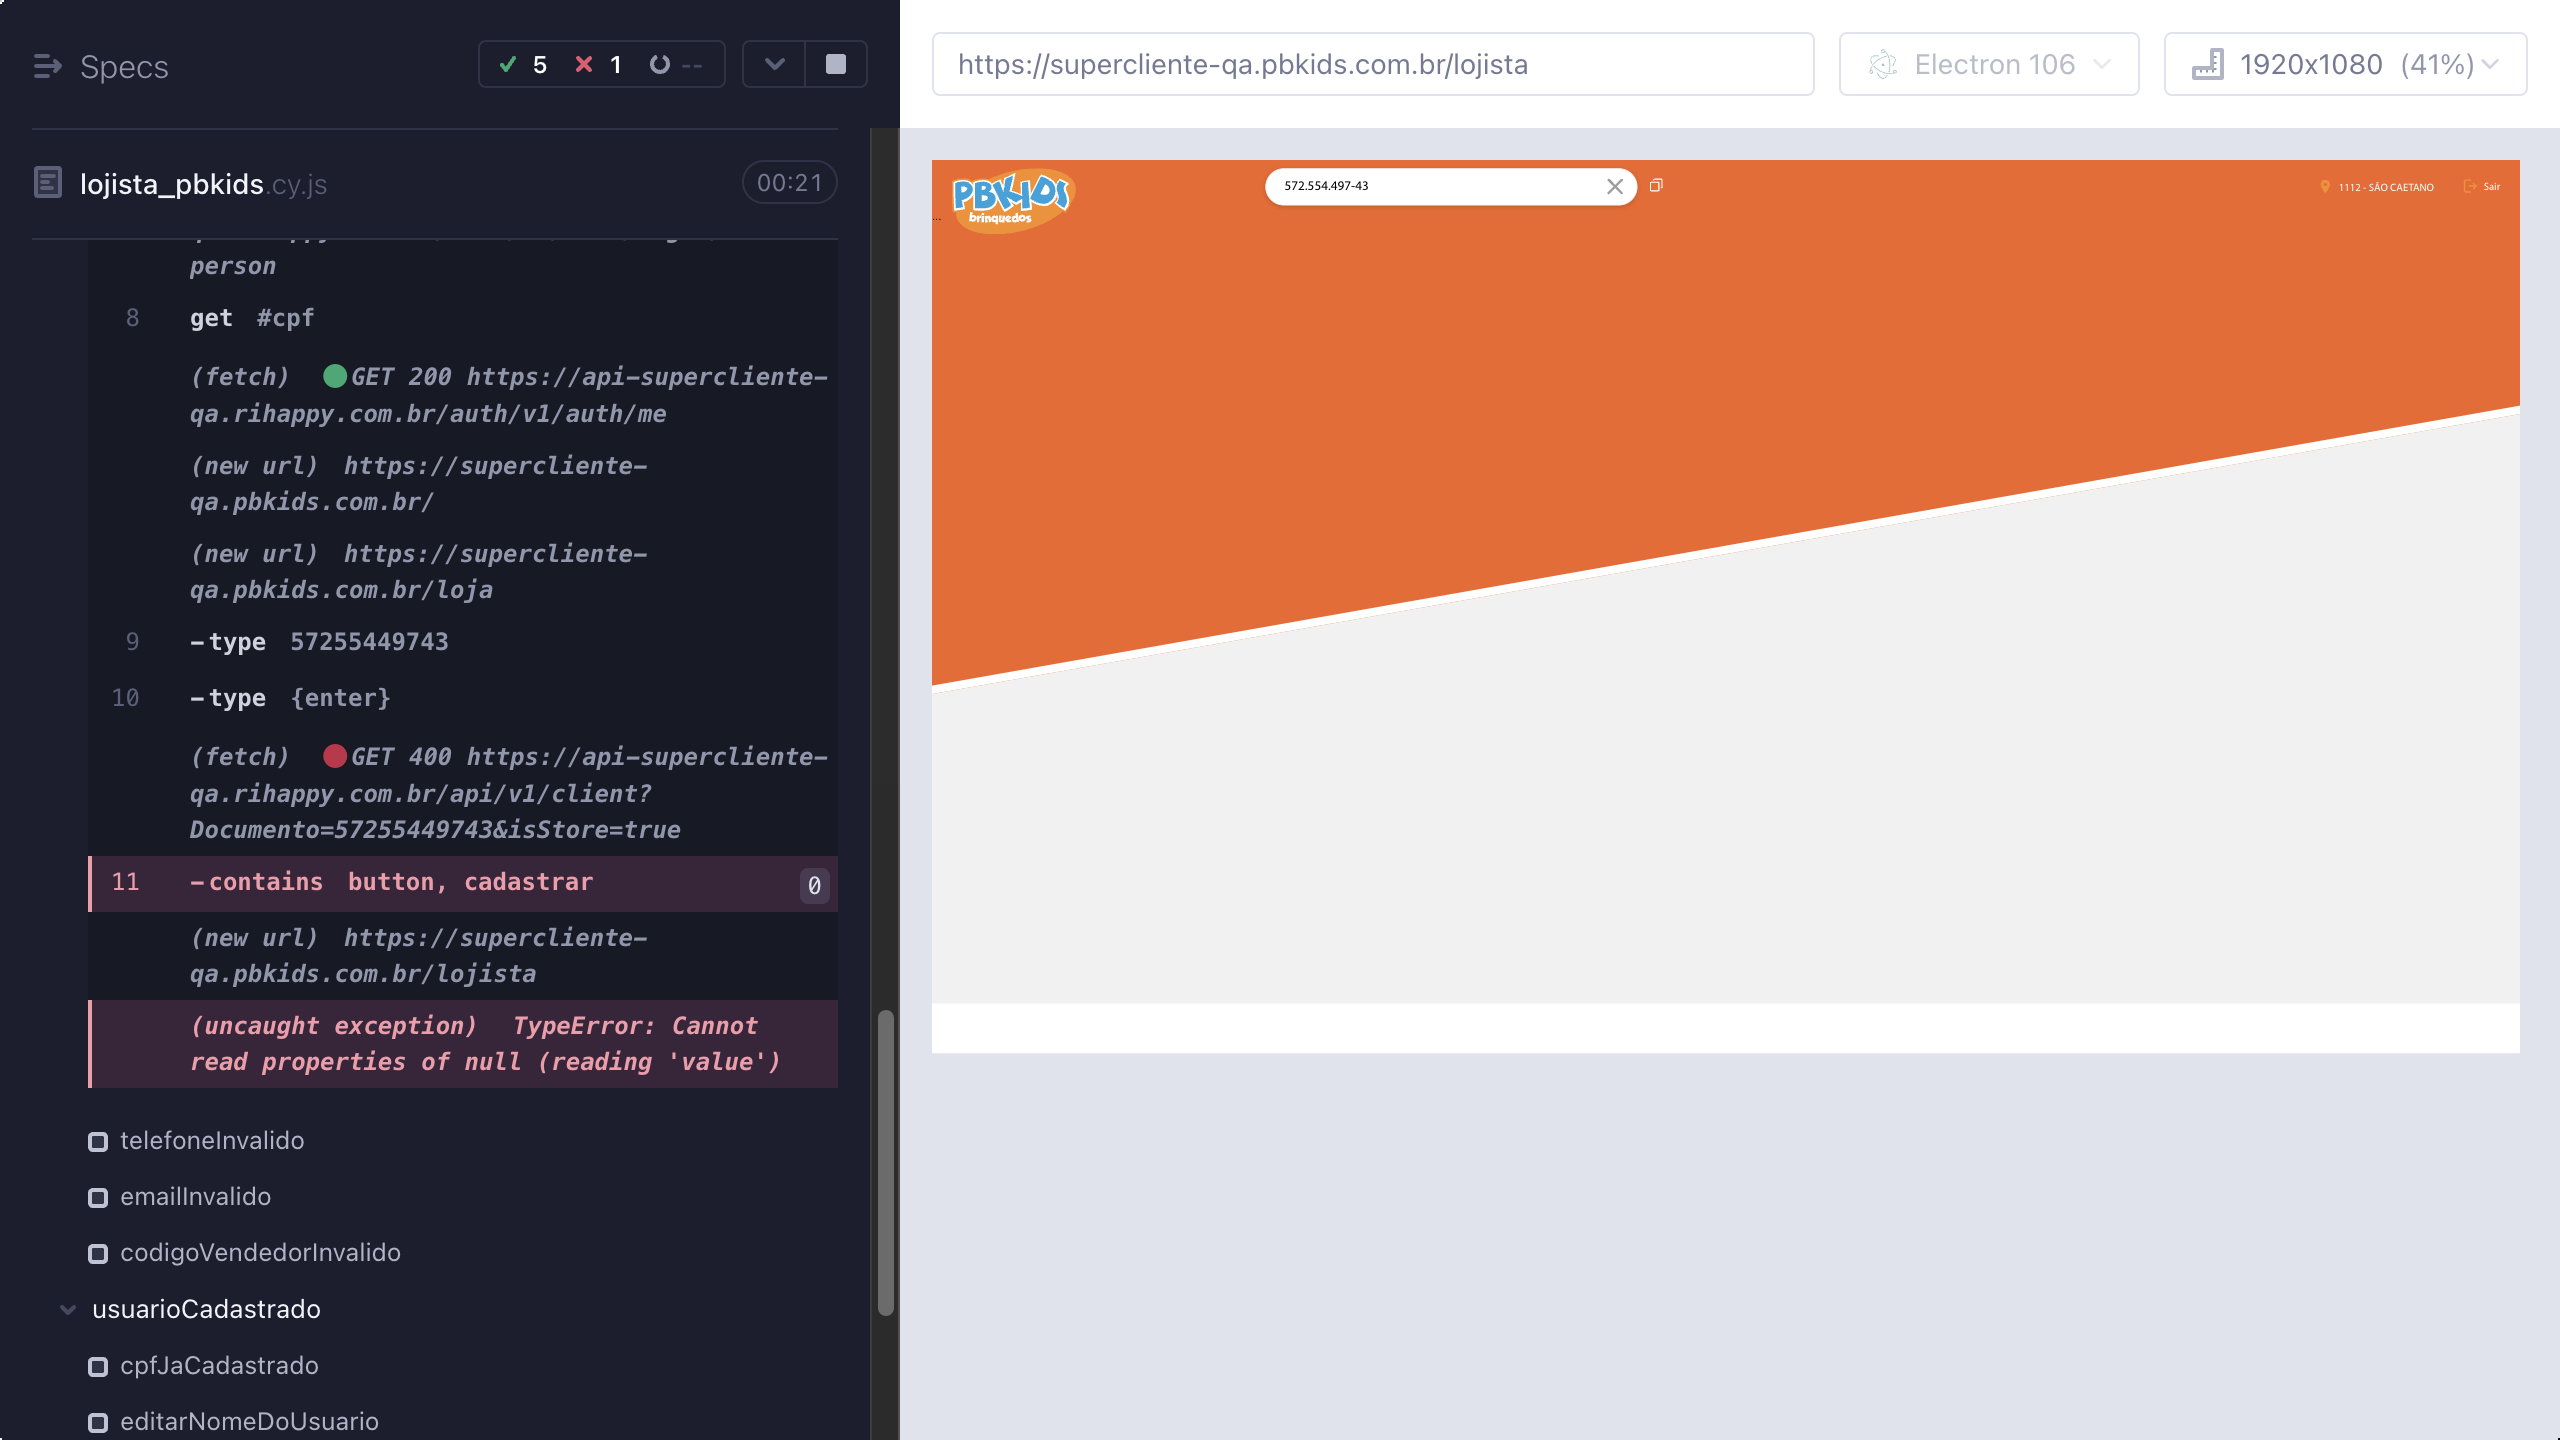 Specs
5 1 --
lojista_pbkids.cy.js
00:21
person
8 get #cpf
(fetch) GET 200 https://api-supercliente-
qa.rihappy.com.br/auth/v1/auth/me
(new url) https://supercliente-
qa.pbkids.com.br/
(new url) https://supercliente-
qa.pbkids.com.br/loja
9 -type 57255449743
10 -type {enter}
(fetch) GET 400 https://api-supercliente-
qa.rihappy.com.br/api/v1/client?
Documento=57255449743&isStore=true
11 -contains button, cadastrar 0
(new url) https://supercliente-
qa.pbkids.com.br/lojista
(uncaught exception) TypeError: Cannot
read properties of null (reading 'value')
telefoneInvalido
emailInvalido
codigoVendedorInvalido
usuarioCadastrado
cpfJaCadastrado
editarNomeDoUsuario
https://supercliente-qa.pbkids.com.br/lojista
Electron 106
1920x1080 (41%)
...
PBKIDS
brinquedos
572.554.497-43
1112 - SÃO CAETANO
Sair